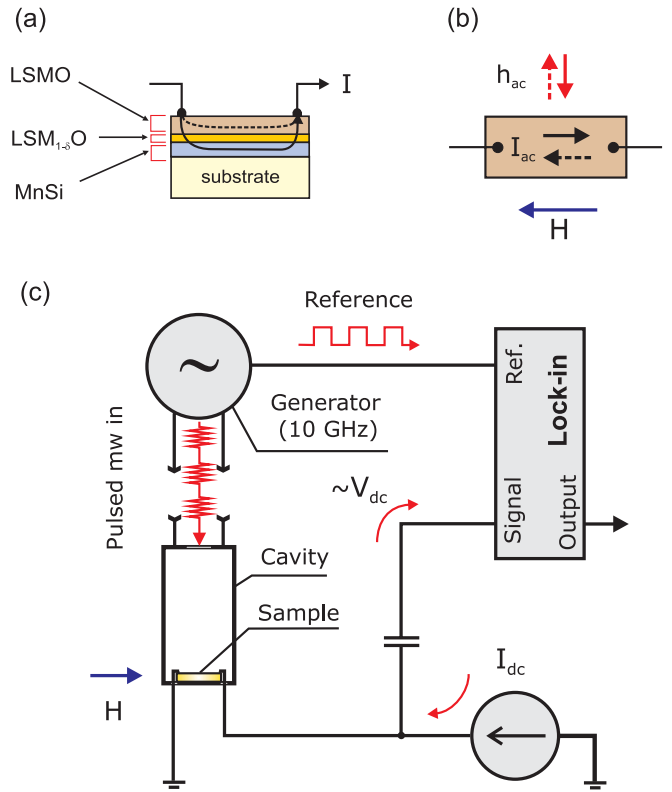 (a)
LSMO
I
LSM1-δO
MnSi
substrate
(b)
hac
Iac
H
(c)
Reference
~
Generator
(10 GHz)
Pulsed mw in
Ref.
Lock-in
Signal
Output
~Vdc
Cavity
Sample
Idc
H